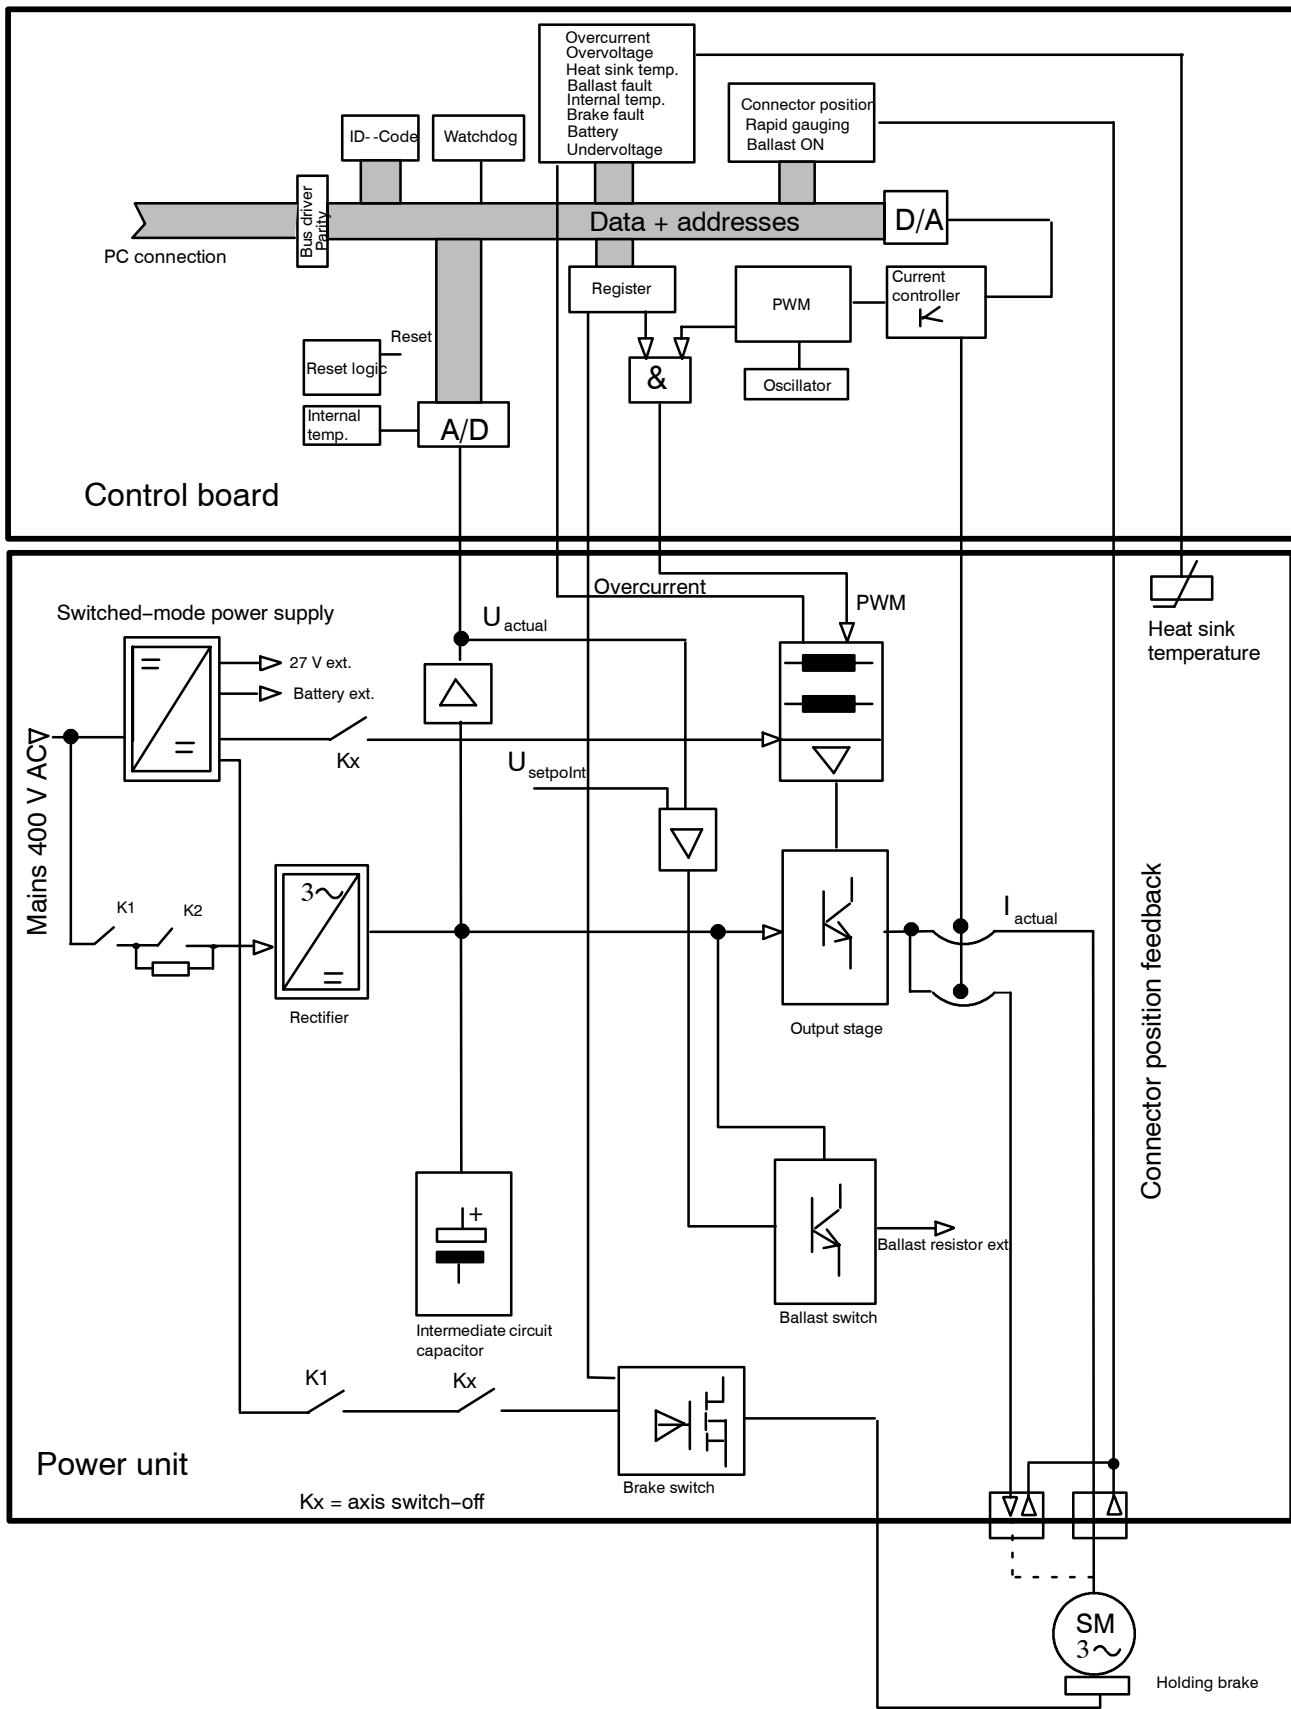 Overcurrent
Overvoltage
Heat sink temp.
Ballast fault
Internal temp.
Brake fault
Battery
Undervoltage
Connector position
Rapid gauging
Ballast ON
ID--Code
Watchdog
Bus driver
Parity
Data + addresses
D/A
PC connection
Register
PWM
Current
controller
Reset
Reset logic
&
Oscillator
Internal
temp.
A/D
Control board
Overcurrent
PWM
Switched-mode power supply
U actual
Heat sink
temperature
27 V ext.
Battery ext.
Kx
U setpoInt
Mains 400 V AC
K1
K2
3
Rectifier
Output stage
I actual
Connector position feedback
+
Ballast resistor ext
Ballast switch
Intermediate circuit
capacitor
K1
Kx
Brake switch
Power unit
Kx = axis switch-off
SM
3
Holding brake